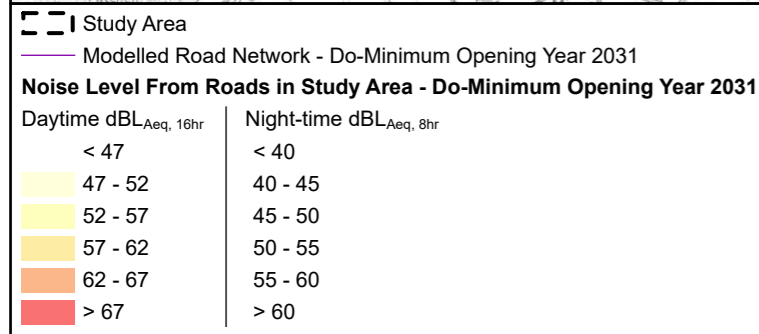 Study Area
Modelled Road Network - Do-Minimum Opening Year 2031
Noise Level From Roads in Study Area - Do-Minimum Opening Year 2031
Daytime dBL_Aeq, 16hr Night-time dBL_Aeq, 8hr
< 47 < 40
47 - 52 40 - 45
52 - 57 45 - 50
57 - 62 50 - 55
62 - 67 55 - 60
> 67 > 60